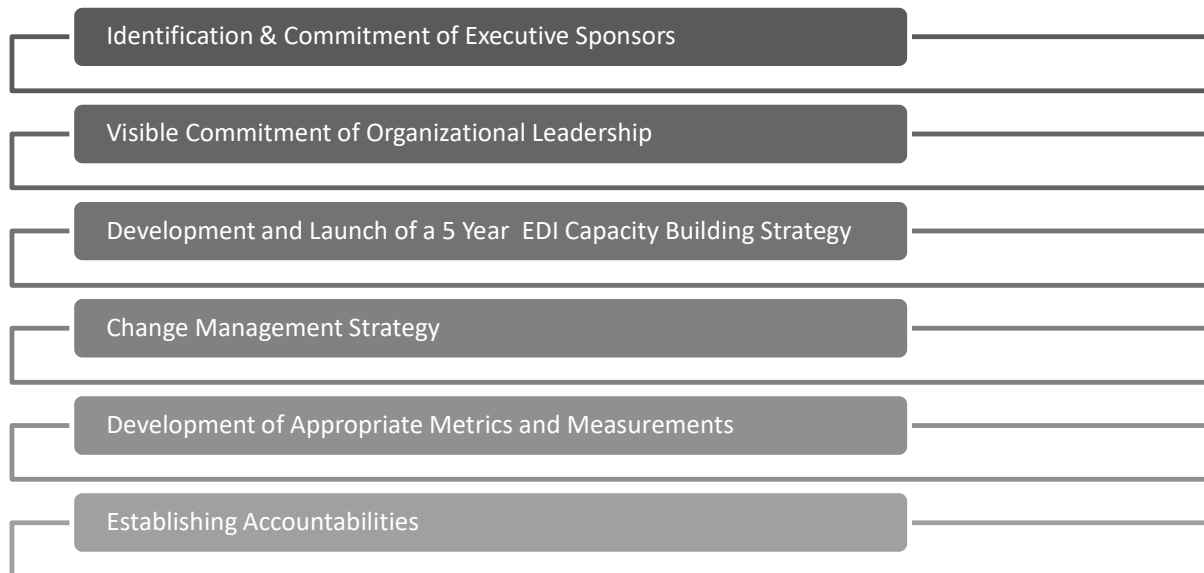 Identification & Commitment of Executive Sponsors
Visible Commitment of Organizational Leadership
Development and Launch of a 5 Year  EDI Capacity Building Strategy
Change Management Strategy
Development of Appropriate Metrics and Measurements
Establishing Accountabilities